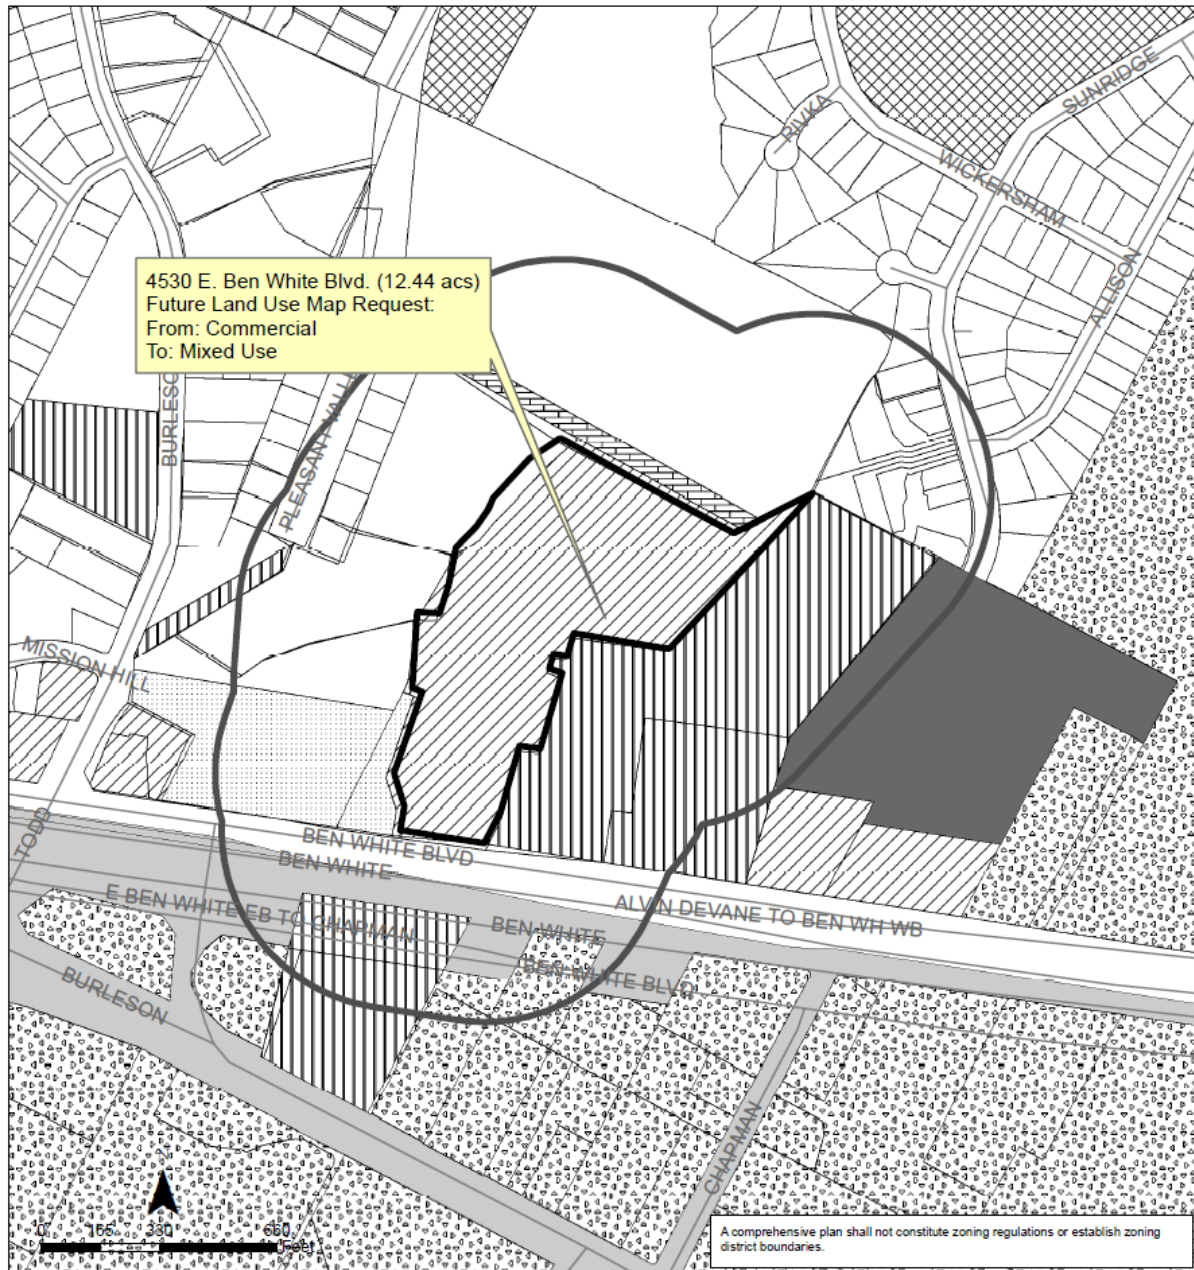 SUNRIDGE
RIVKA
WICKERSHAM
ALLISON
4530 E. Ben White Blvd. (12.44 acs)
Future Land Use Map Request:
From: Commercial
To: Mixed Use
BURLESO
PLEASANT VALLE
MISSION HILL
TODD
BEN WHITE BLVD
BEN WHITE
E BEN WHITE EB TO CHAPMAN
BEN WHITE
ALVIN DEVANE TO BEN WH WB
BEN WHITE BLVD
BURLESON
CHAPMAN
0 165 330 660
Feet
A comprehensive plan shall not constitute zoning regulations or establish zoning
district boundaries.